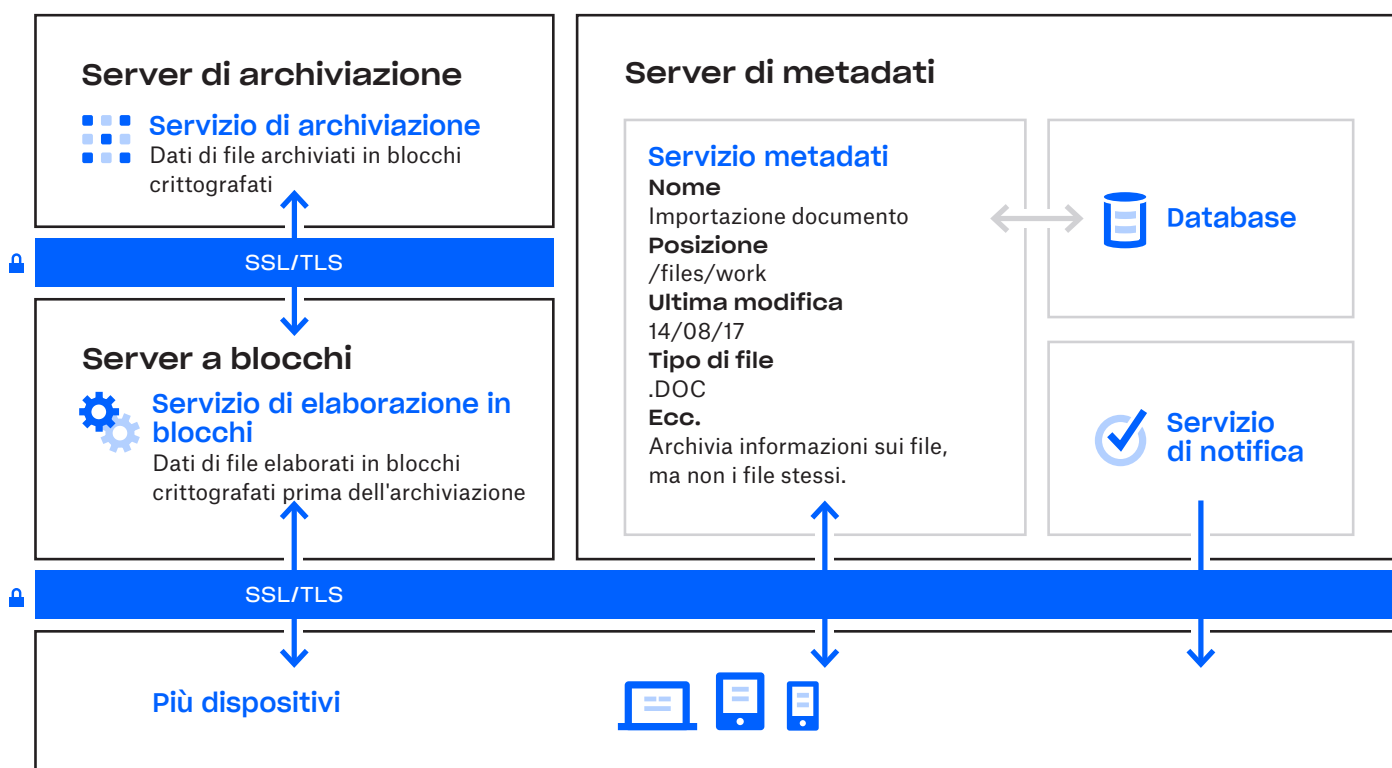 Server di archiviazione
Servizio di archiviazione
Dati di file archiviati in blocchi
crittografati
SSL/TLS
Server a blocchi
Servizio di elaborazione in
blocchi
Dati di file elaborati in blocchi
crittografati prima dell'archiviazione
Server di metadati
Servizio metadati
Nome
Importazione documento
Posizione
/files/work
Ultima modifica
14/08/17
Tipo di file
.DOC
Ecc.
Archivia informazioni sui file,
ma non i file stessi.
Database
Servizio
di notifica
SSL/TLS
Più dispositivi